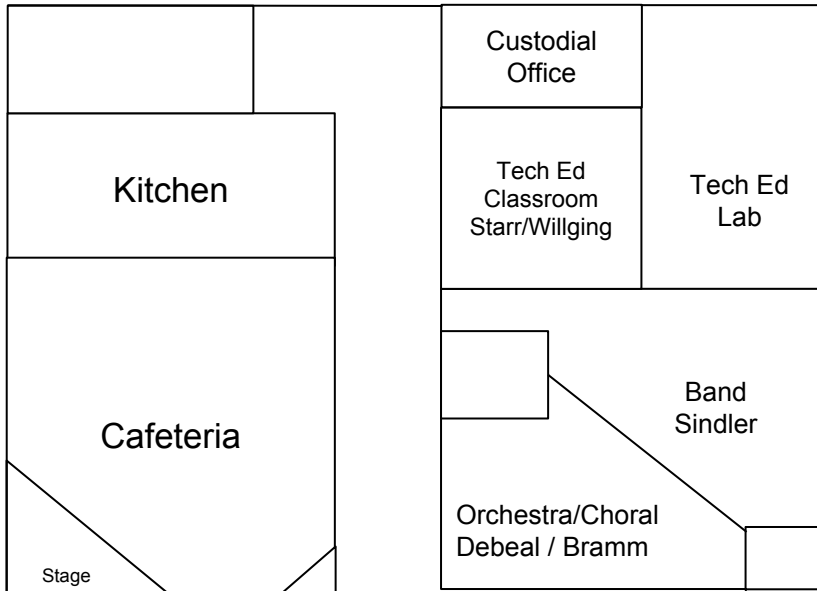 Custodial
Office
Kitchen
Tech Ed
Classroom
Starr/Willging
Tech Ed
Lab
Cafeteria
Band
Sindler
Orchestra/Choral
Debeal / Bramm
Stage